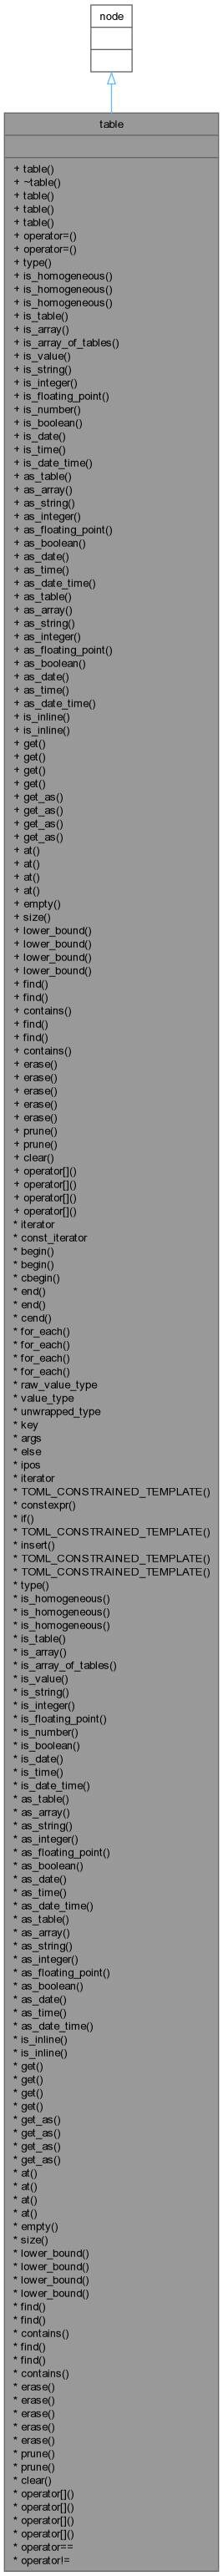 node
table
+ table()
+ ~table()
+ table()
+ table()
+ table()
+ operator=()
+ operator=()
+ type()
+ is_homogeneous()
+ is_homogeneous()
+ is_homogeneous()
+ is_table()
+ is_array()
+ is_array_of_tables()
+ is_value()
+ is_string()
+ is_integer()
+ is_floating_point()
+ is_number()
+ is_boolean()
+ is_date()
+ is_time()
+ is_date_time()
+ as_table()
+ as_array()
+ as_string()
+ as_integer()
+ as_floating_point()
+ as_boolean()
+ as_date()
+ as_time()
+ as_date_time()
+ as_table()
+ as_array()
+ as_string()
+ as_integer()
+ as_floating_point()
+ as_boolean()
+ as_date()
+ as_time()
+ as_date_time()
+ is_inline()
+ is_inline()
+ get()
+ get()
+ get()
+ get()
+ get_as()
+ get_as()
+ get_as()
+ get_as()
+ at()
+ at()
+ at()
+ at()
+ empty()
+ size()
+ lower_bound()
+ lower_bound()
+ lower_bound()
+ lower_bound()
+ find()
+ find()
+ contains()
+ find()
+ find()
+ contains()
+ erase()
+ erase()
+ erase()
+ erase()
+ erase()
+ prune()
+ prune()
+ clear()
+ operator[]()
+ operator[]()
+ operator[]()
+ operator[]()
* iterator
* const_iterator
* begin()
* begin()
* cbegin()
* end()
* end()
* cend()
* for_each()
* for_each()
* for_each()
* for_each()
* raw_value_type
* value_type
* unwrapped_type
* key
* args
* else
* ipos
* iterator
* TOML_CONSTRAINED_TEMPLATE()
* constexpr()
* if()
* TOML_CONSTRAINED_TEMPLATE()
* insert()
* TOML_CONSTRAINED_TEMPLATE()
* TOML_CONSTRAINED_TEMPLATE()
* type()
* is_homogeneous()
* is_homogeneous()
* is_homogeneous()
* is_table()
* is_array()
* is_array_of_tables()
* is_value()
* is_string()
* is_integer()
* is_floating_point()
* is_number()
* is_boolean()
* is_date()
* is_time()
* is_date_time()
* as_table()
* as_array()
* as_string()
* as_integer()
* as_floating_point()
* as_boolean()
* as_date()
* as_time()
* as_date_time()
* as_table()
* as_array()
* as_string()
* as_integer()
* as_floating_point()
* as_boolean()
* as_date()
* as_time()
* as_date_time()
* is_inline()
* is_inline()
* get()
* get()
* get()
* get()
* get_as()
* get_as()
* get_as()
* get_as()
* at()
* at()
* at()
* at()
* empty()
* size()
* lower_bound()
* lower_bound()
* lower_bound()
* lower_bound()
* find()
* find()
* contains()
* find()
* find()
* contains()
* erase()
* erase()
* erase()
* erase()
* erase()
* prune()
* prune()
* clear()
* operator[]()
* operator[]()
* operator[]()
* operator[]()
* operator==
* operator!=